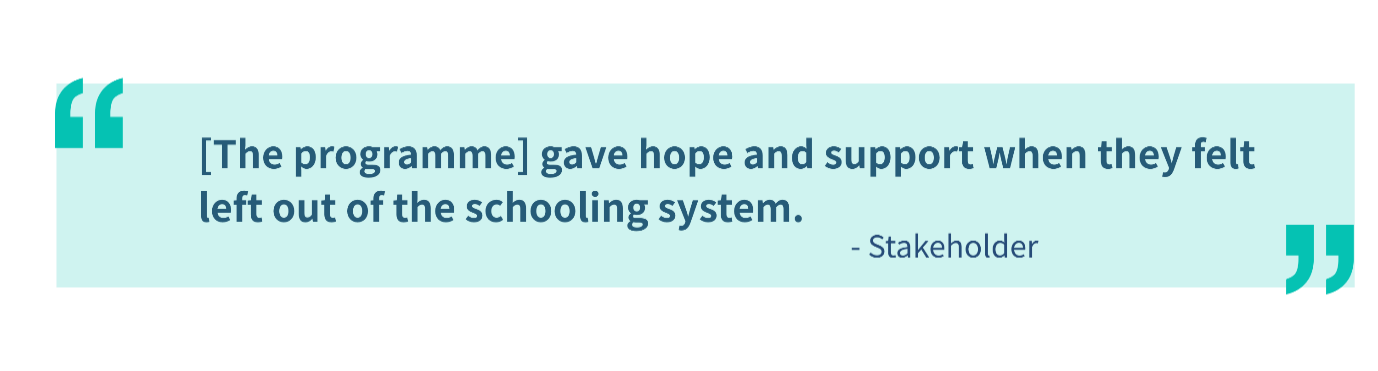 [The programme] gave hope and support when they felt
left out of the schooling system.
- Stakeholder